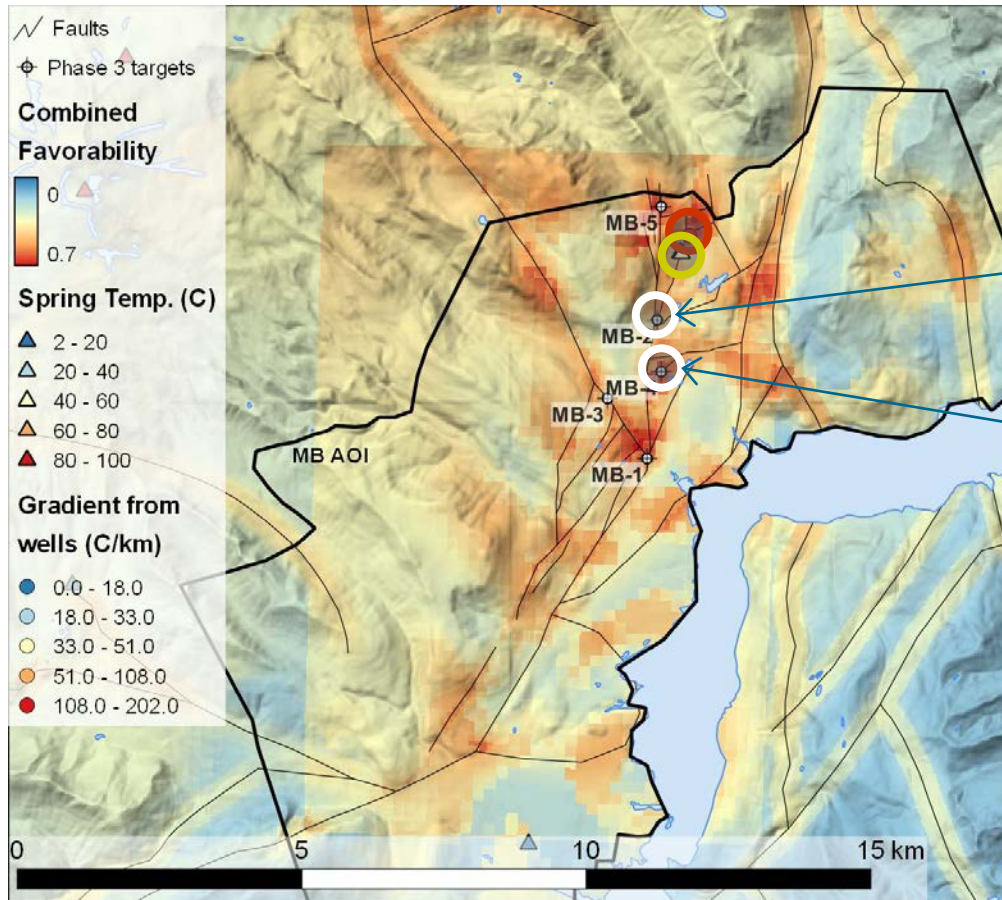 Faults
Phase 3 targets
Combined
Favorability
0
0.7
Spring Temp. (C)
2 - 20
20 - 40
40 - 60
60 - 80
80 - 100
Gradient from
wells (C/km)
0.0 - 18.0
18.0 - 33.0
33.0 - 51.0
51.0 - 108.0
108.0 - 202.0
MB-5
MB-2
MB-4
MB-3
MB AOI
MB-1
0 5 10 15 km